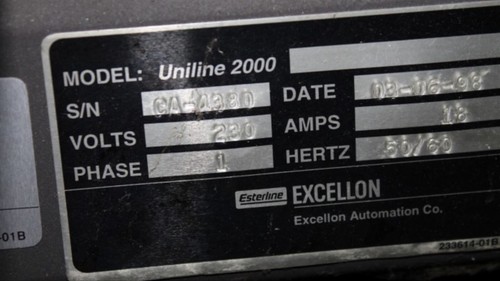 MODEL: Uniline 2000
S/N DATE
VOLTS 230 AMPS 18
PHASE 1 HERTZ 50/60
Esterline EXCELLON
Excellon Automation Co.
-01B
233614-01B